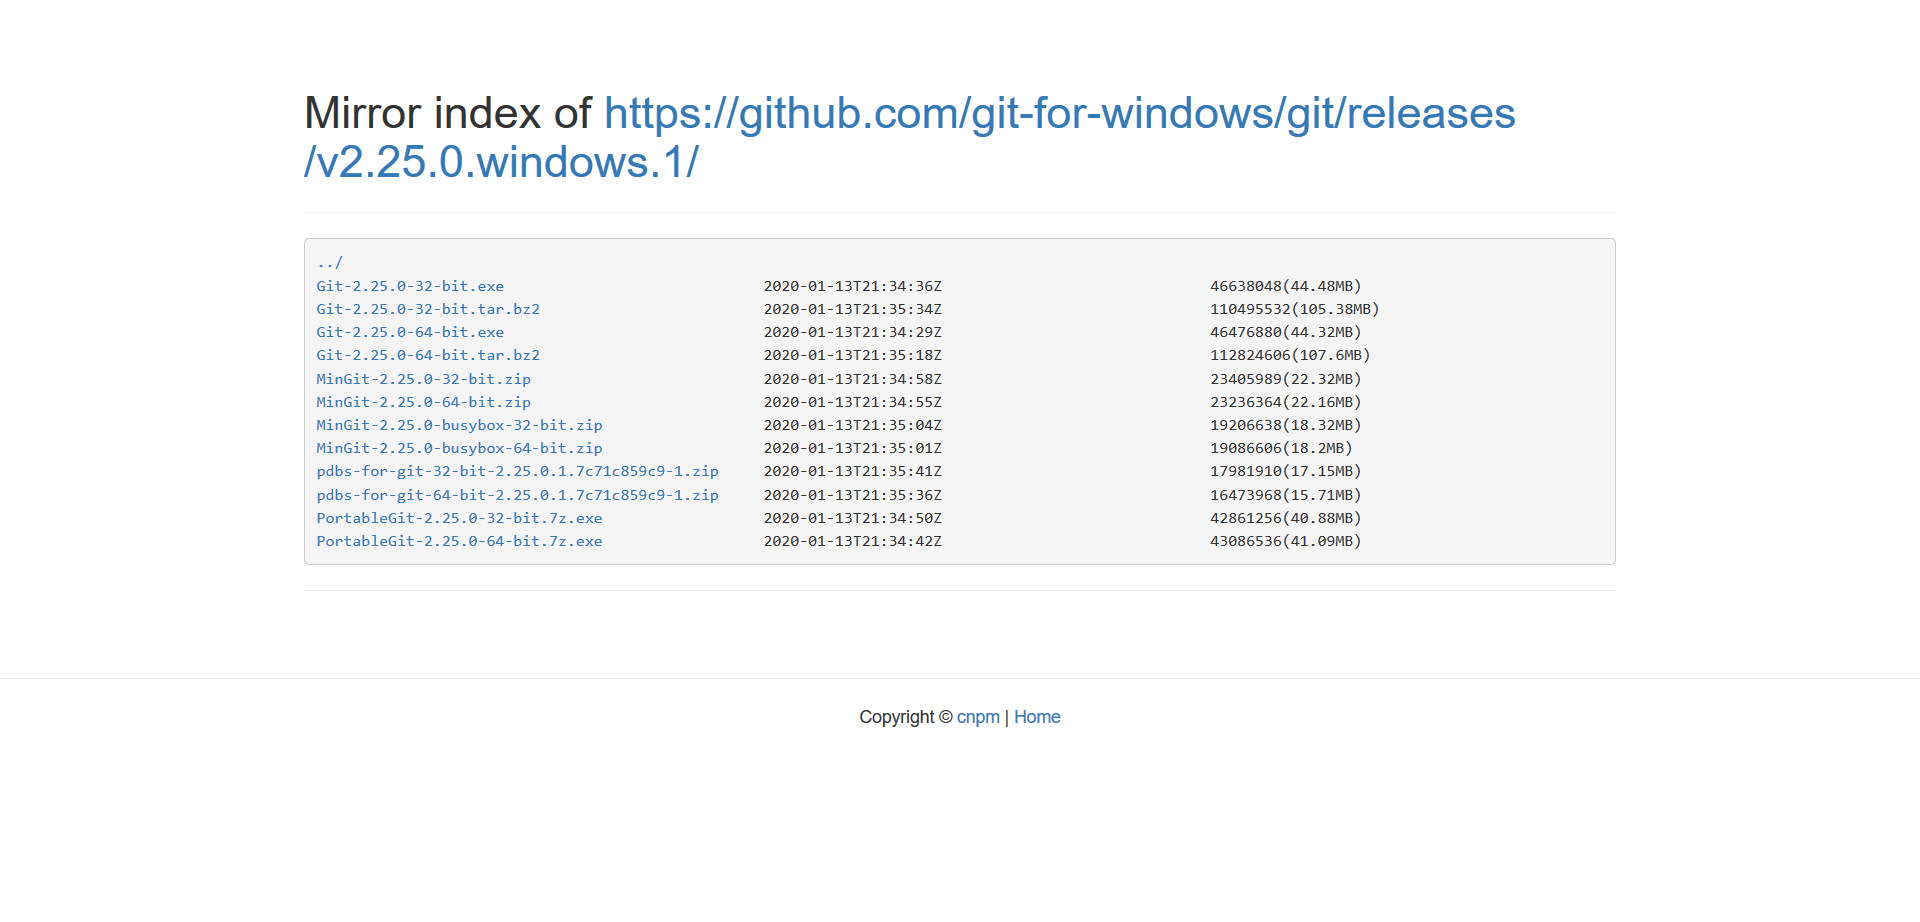 Mirror index of https://github.com/git-for-windows/git/releases
/v2.25.0.windows.1/
../
Git-2.25.0-32-bit.exe 2020-01-13T21:34:36Z 46638048(44.48MB)
Git-2.25.0-32-bit.tar.bz2 2020-01-13T21:35:34Z 110495532(105.38MB)
Git-2.25.0-64-bit.exe 2020-01-13T21:34:29Z 46476880(44.32MB)
Git-2.25.0-64-bit.tar.bz2 2020-01-13T21:35:18Z 112824606(107.6MB)
MinGit-2.25.0-32-bit.zip 2020-01-13T21:34:58Z 23405989(22.32MB)
MinGit-2.25.0-64-bit.zip 2020-01-13T21:34:55Z 23236364(22.16MB)
MinGit-2.25.0-busybox-32-bit.zip 2020-01-13T21:35:04Z 19206638(18.32MB)
MinGit-2.25.0-busybox-64-bit.zip 2020-01-13T21:35:01Z 19086606(18.2MB)
pdbs-for-git-32-bit-2.25.0.1.7c71c859c9-1.zip 2020-01-13T21:35:41Z 17981910(17.15MB)
pdbs-for-git-64-bit-2.25.0.1.7c71c859c9-1.zip 2020-01-13T21:35:36Z 16473968(15.71MB)
PortableGit-2.25.0-32-bit.7z.exe 2020-01-13T21:34:50Z 42861256(40.88MB)
PortableGit-2.25.0-64-bit.7z.exe 2020-01-13T21:34:42Z 43086536(41.09MB)
Copyright © cnpm | Home